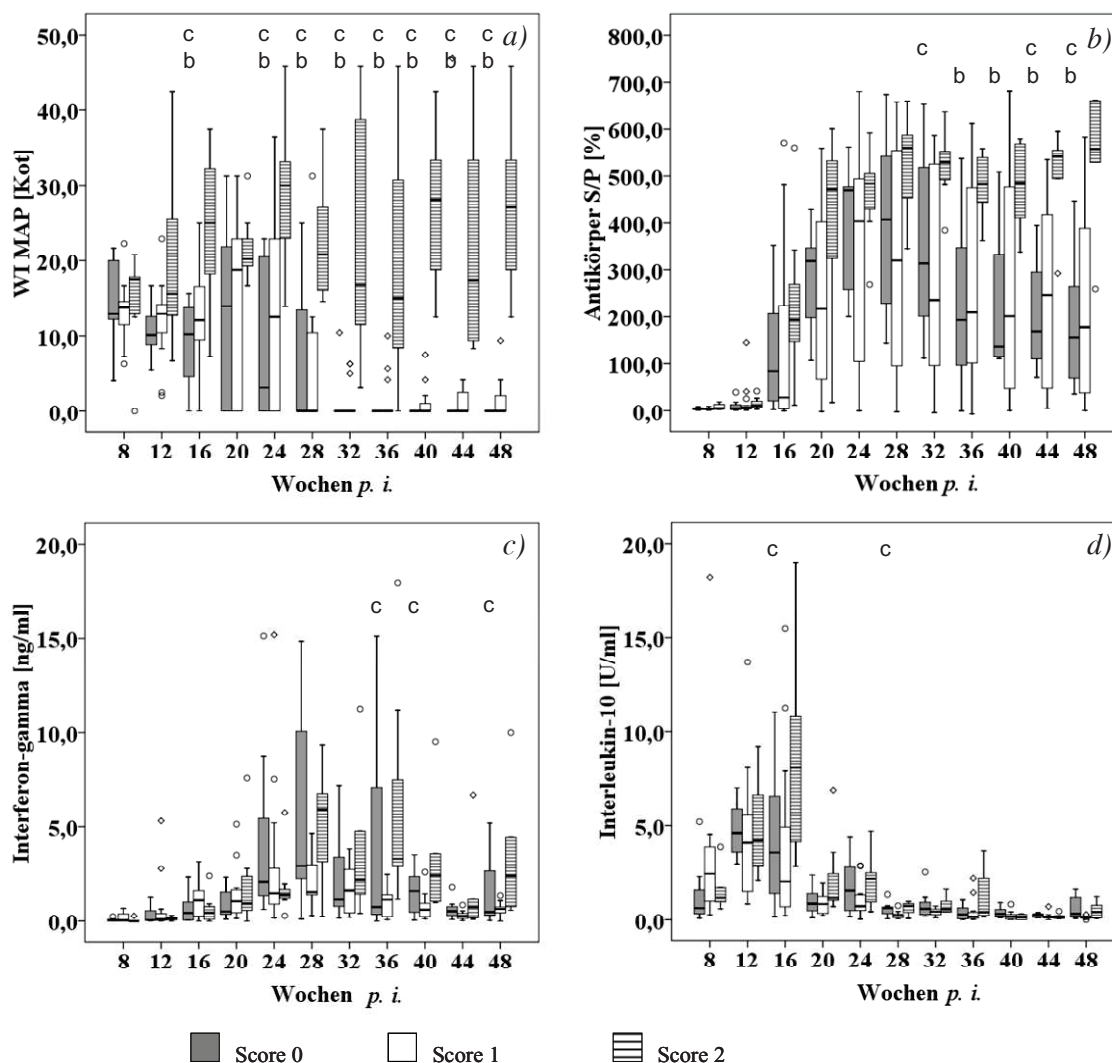 c c c c c c c c a)
b b b b b b b b
50,0
40,0
30,0
20,0
10,0
0,0
WI MAP [Kot]
8 12 16 20 24 28 32 36 40 44 48
Wochen p. i.
b)
c c c
b b b b
800,0
700,0
600,0
500,0
400,0
300,0
200,0
100,0
0,0
Antikörper S/P [%]
8 12 16 20 24 28 32 36 40 44 48
Wochen p. i.
c)
c c c
20,0
15,0
10,0
5,0
0,0
Interferon-gamma [ng/ml]
8 12 16 20 24 28 32 36 40 44 48
Wochen p. i.
c c d)
20,0
15,0
10,0
5,0
0,0
Interleukin-10 [U/ml]
8 12 16 20 24 28 32 36 40 44 48
Wochen p. i.
Score 0 Score 1 Score 2